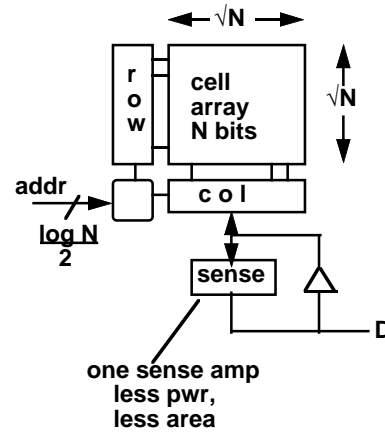 √N
r
o
w
cell
array
N bits
√N
addr
c o l
log N
2
sense
D
one sense amp
less pwr,
less area